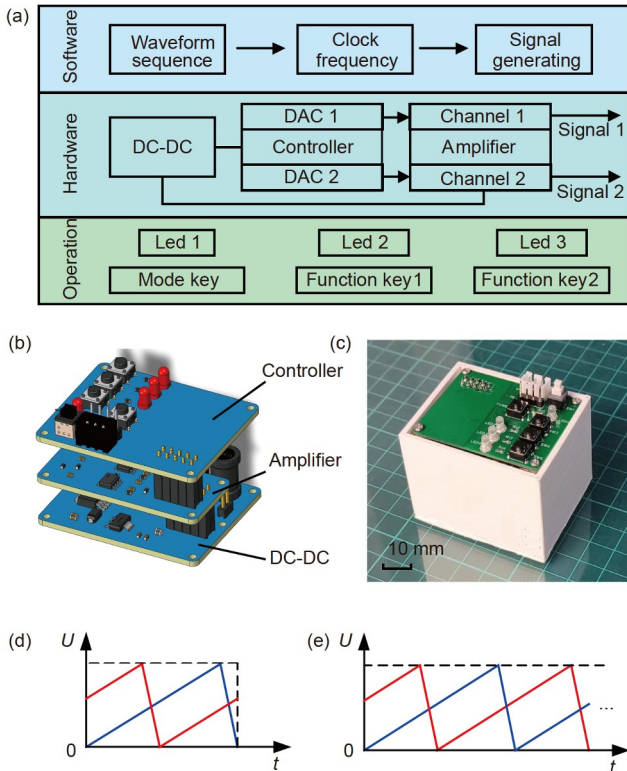 (a)
Software
Waveform
sequence
Clock
frequency
Signal
generating
Hardware
DC-DC
DAC 1
Controller
DAC 2
Channel 1
Amplifier
Channel 2
Signal 1
Signal 2
Operation
Led 1
Led 2
Led 3
Mode key
Function key1
Function key2
(b)
Controller
Amplifier
DC-DC
(c)
10 mm
(d)
U
0
t
(e)
U
0
t
...